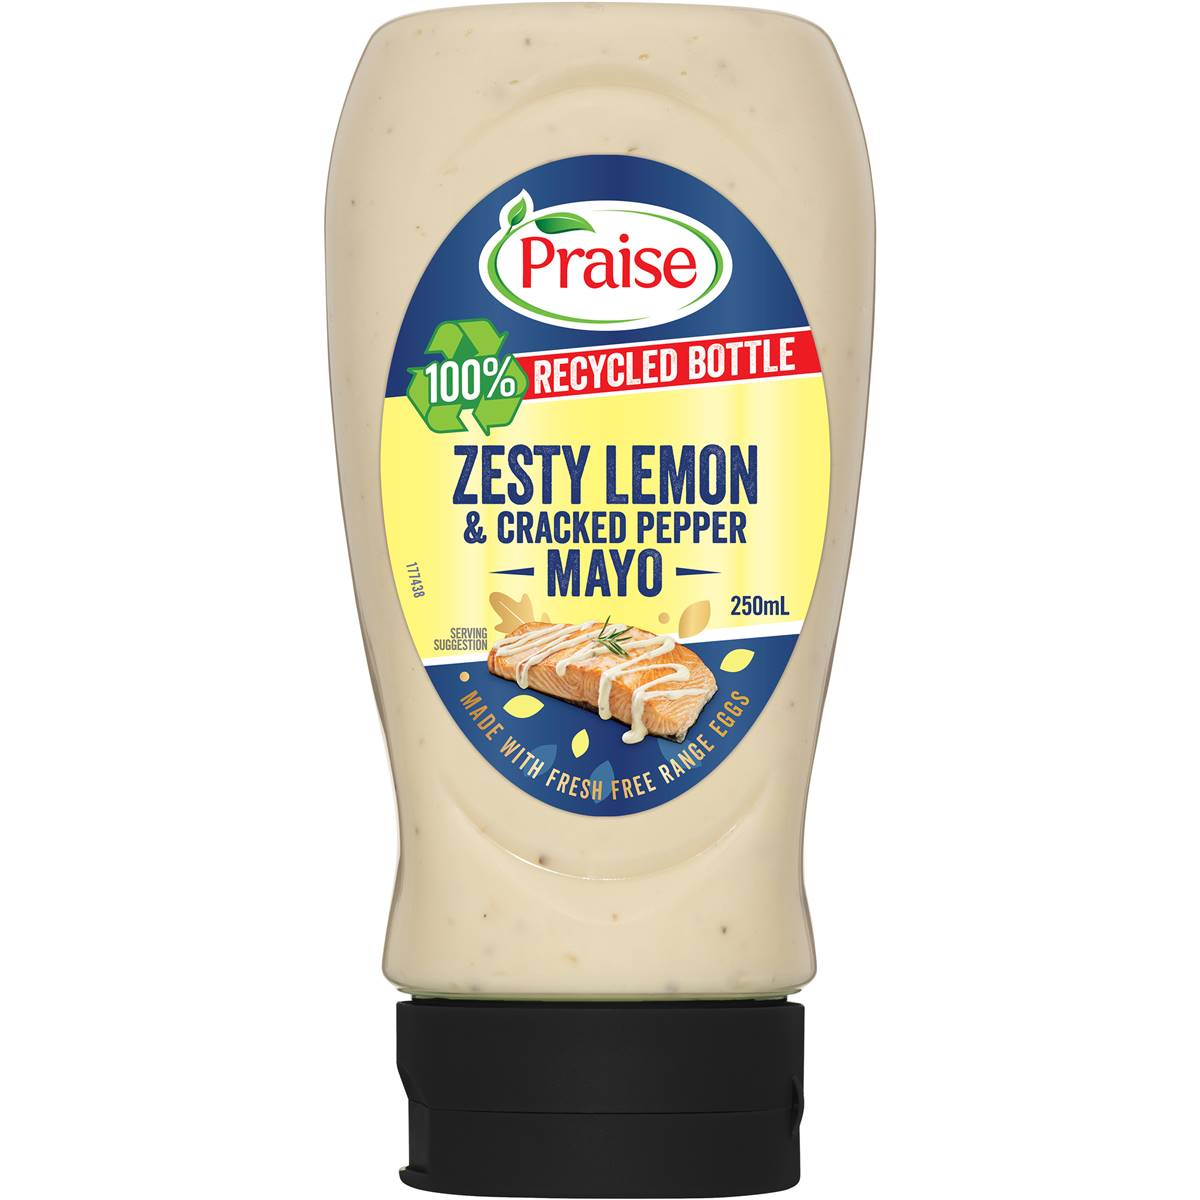 Praise
100% RECYCLED BOTTLE
ZESTY LEMON
& CRACKED PEPPER
MAYO
250mL
177438
SERVING
SUGGESTION
MADE WITH FRESH FREE RANGE EGGS